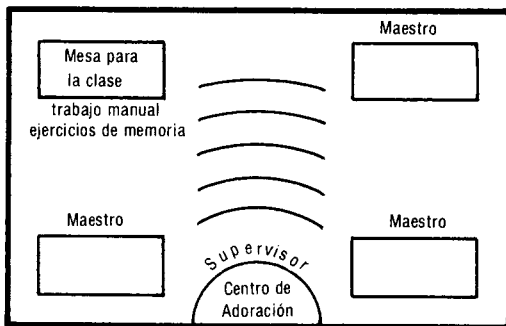 Maestro
Mesa para
la clase
trabajo manual
ejercicios de memoria
Maestro
Maestro
Supervisor
Centro de
Adoración